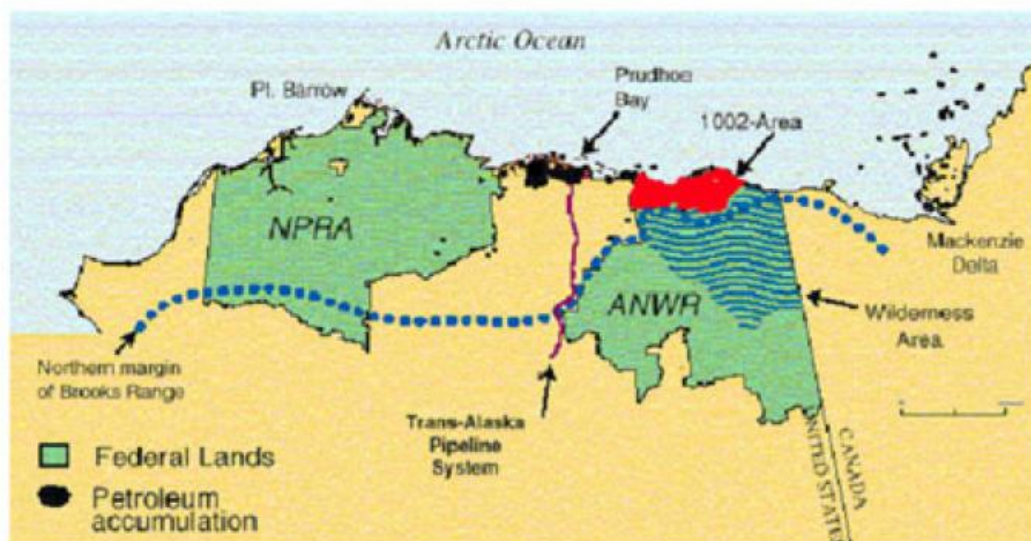 Arctic Ocean
Pt. Barrow
Prudhoe
Bay
1002-Area
NPRA
Mackenzie
Delta
ANWR
Wilderness
Area
Northern margin
of Brooks Range
Trans-Alaska
Pipeline
System
CANADA
UNITED STATES
Federal Lands
Petroleum
accumulation